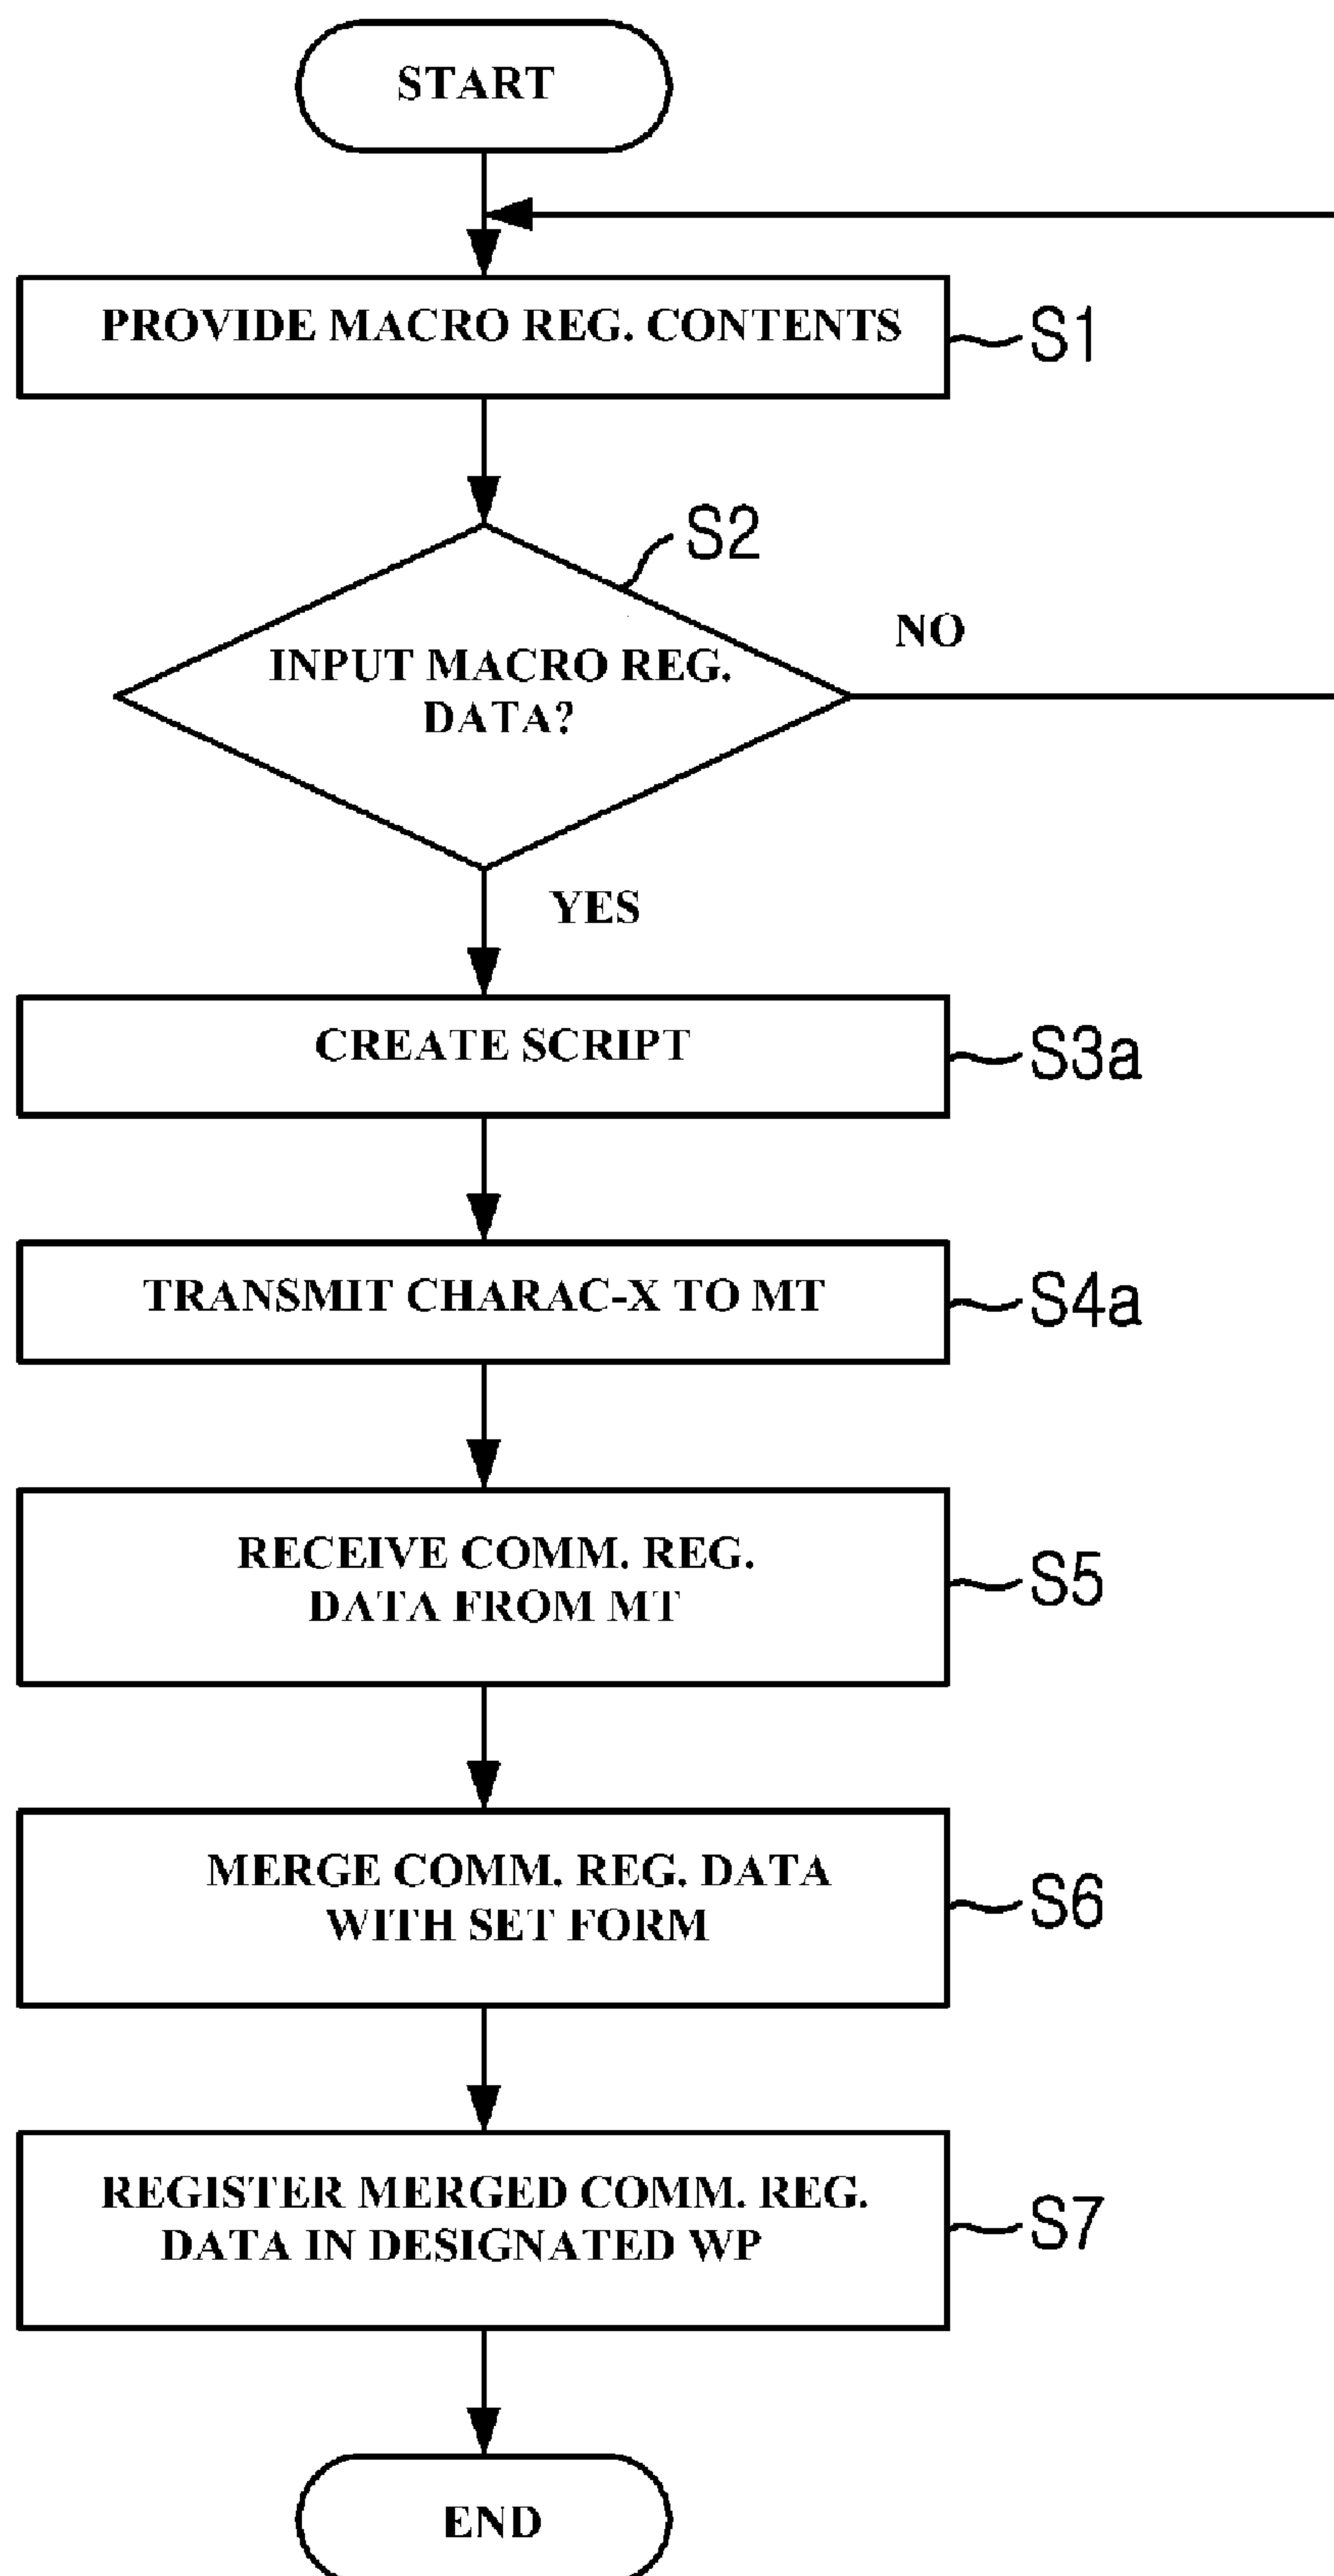 START
PROVIDE MACRO REG. CONTENTS
S1
S2
NO
INPUT MACRO REG.
DATA?
YES
CREATE SCRIPT
S3a
TRANSMIT CHARAC-X TO MT
S4a
RECEIVE COMM. REG.
DATA FROM MT
S5
MERGE COMM. REG. DATA
WITH SET FORM
S6
REGISTER MERGED COMM. REG.
DATA IN DESIGNATED WP
S7
END